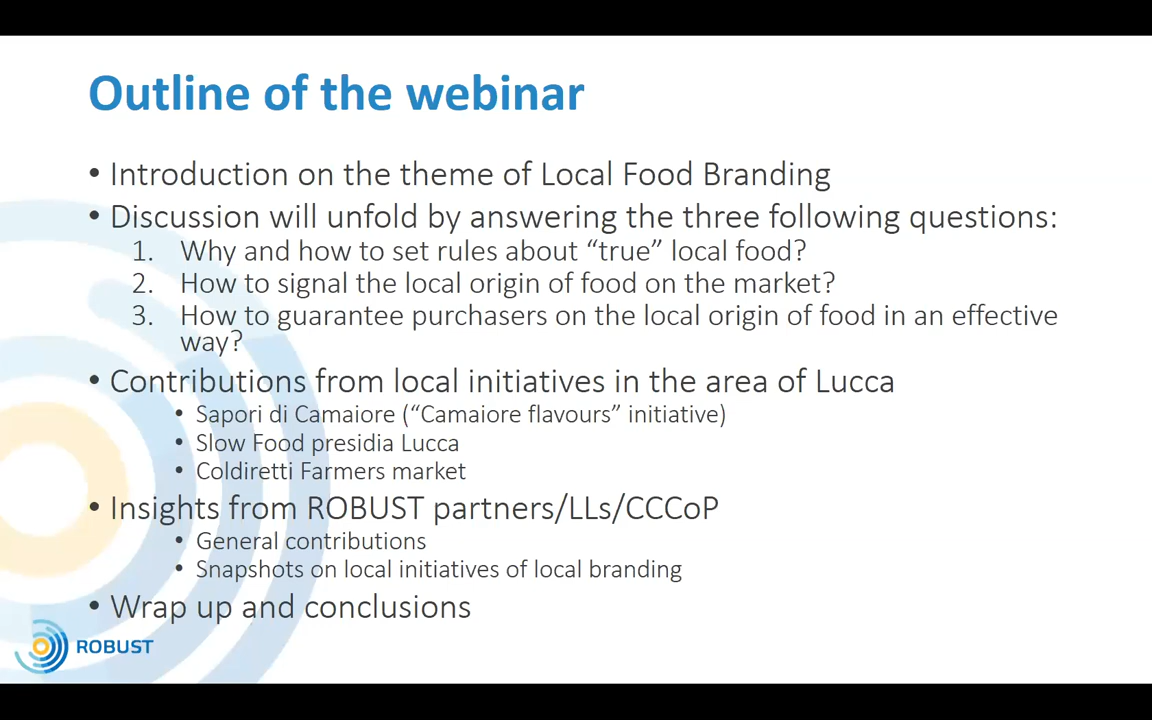 Outline of the webinar
• Introduction on the theme of Local Food Branding
• Discussion will unfold by answering the three following questions:
1. Why and how to set rules about “true” local food?
2. How to signal the local origin of food on the market?
3. How to guarantee purchasers on the local origin of food in an effective
way?
• Contributions from local initiatives in the area of Lucca
• Sapori di Camaiore (“Camaiore flavours” initiative)
• Slow Food presidia Lucca
• Coldiretti Farmers market
• Insights from ROBUST partners/LLs/CCCoP
• General contributions
• Snapshots on local initiatives of local branding
• Wrap up and conclusions
ROBUST